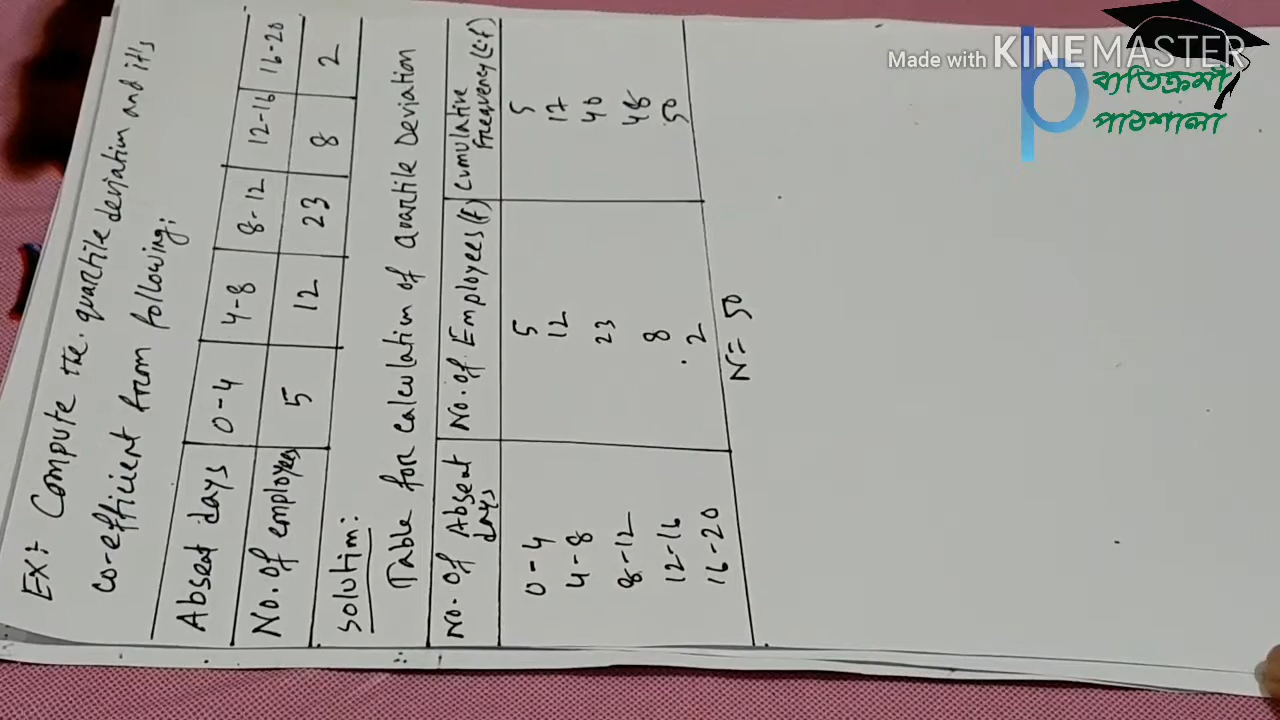 Ex: Compute the quartile deviation and it's
co-efficient from following:
Absent days 0-4 4-8 8-12 12-16 16-20
No. of employees 5 12 23 8 2
Solution:
Table for calculation of Quartile Deviation
No. of Absent days No. of Employees (f) Cumulative Frequency (C.f)
0-4 5 5
4-8 12 17
8-12 23 40
12-16 8 48
16-20 2 50
N= 50
Made with KINEMASTER
ব্যতিক্রমী
পাঠশালা